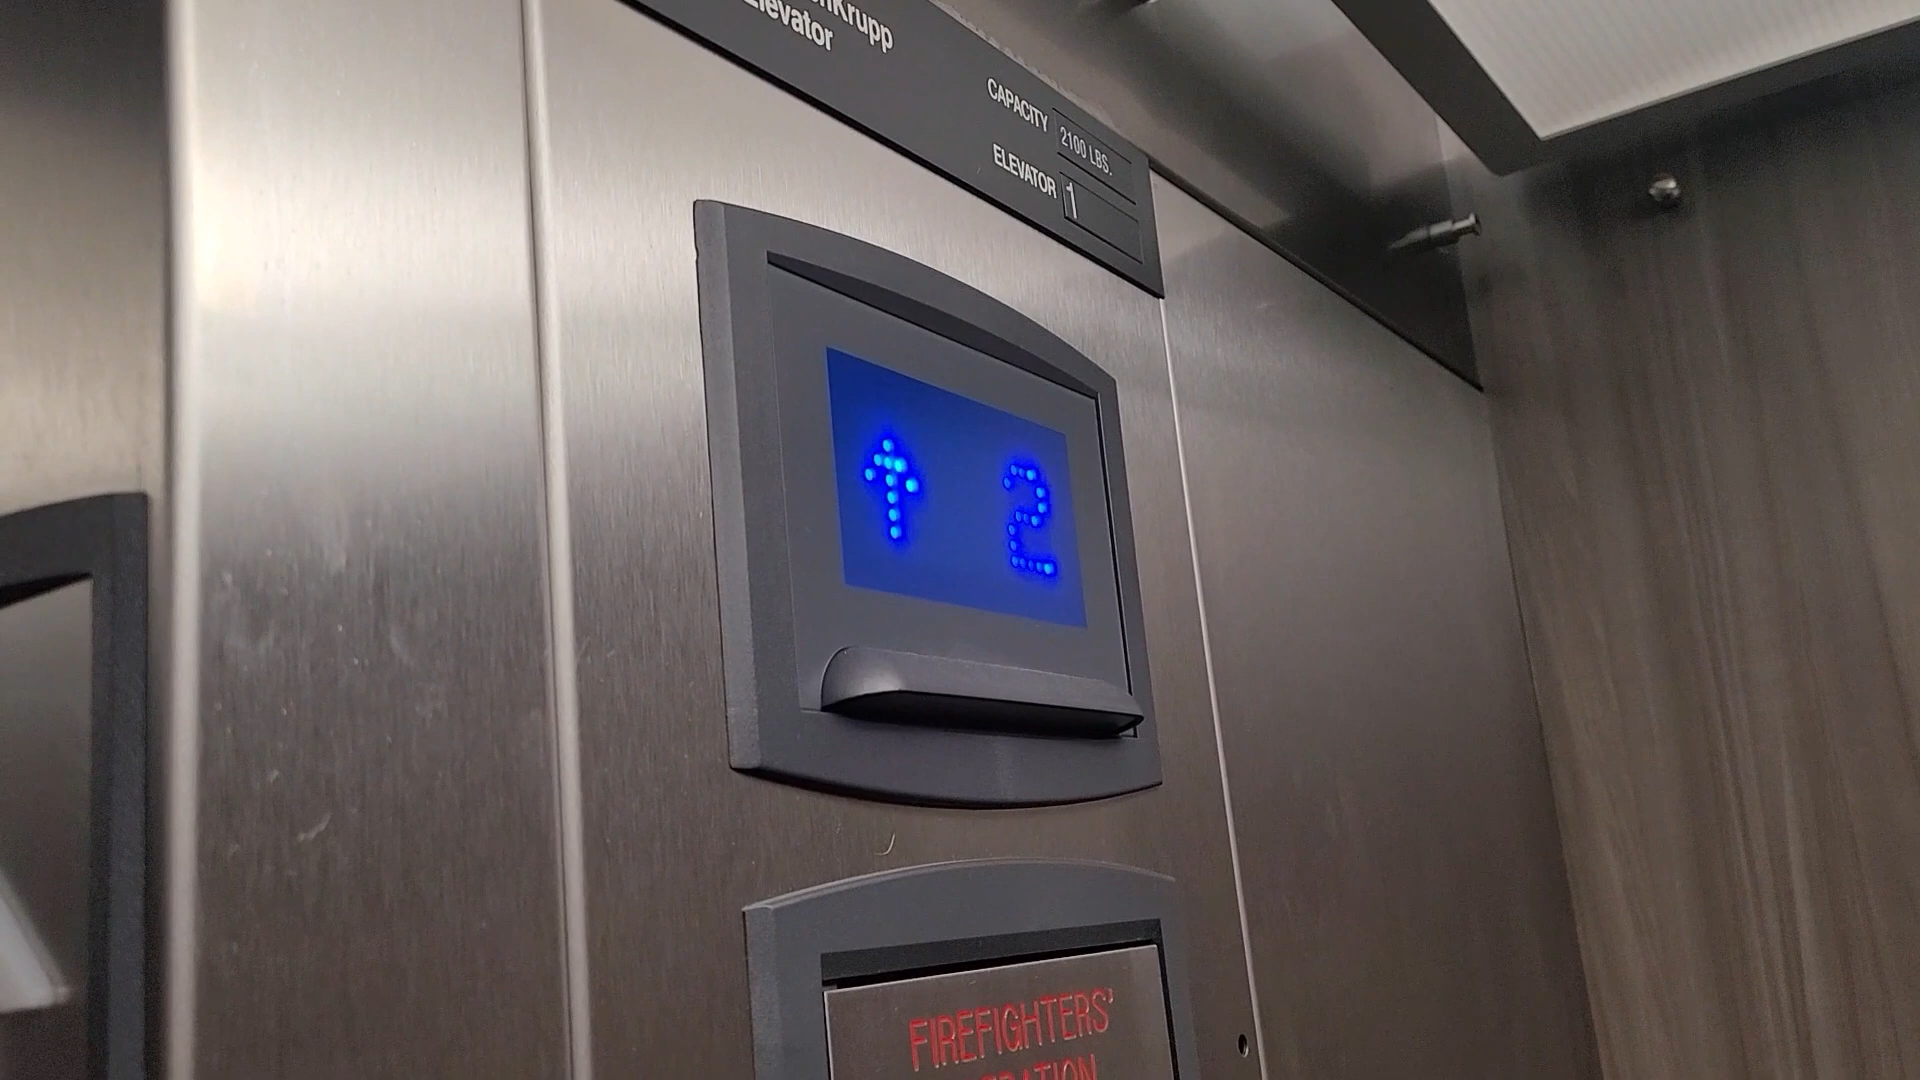 Elevator
CAPACITY 2100 LBS.
ELEVATOR 1
↑ 2
FIREFIGHTERS'